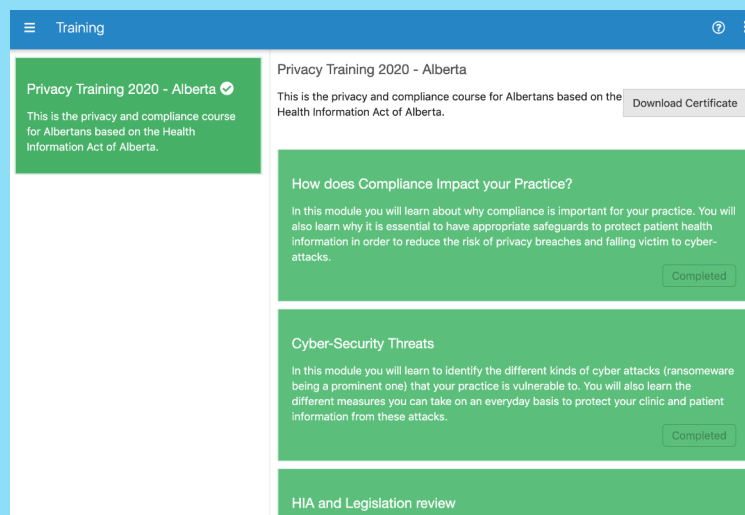 Training
Privacy Training 2020 - Alberta
This is the privacy and compliance course
for Albertans based on the Health
Information Act of Alberta.
Privacy Training 2020 - Alberta
This is the privacy and compliance course for Albertans based on the
Health Information Act of Alberta.
Download Certificate
How does Compliance Impact your Practice?
In this module you will learn about why compliance is important for your practice. You will
also learn why it is essential to have appropriate safeguards to protect patient health
information in order to reduce the risk of privacy breaches and falling victim to cyber-
attacks.
Completed
Cyber-Security Threats
In this module you will learn to identify the different kinds of cyber attacks (ransomeware
being a prominent one) that your practice is vulnerable to. You will also learn the
different measures you can take on an everyday basis to protect your clinic and patient
information from these attacks.
Completed
HIA and Legislation review